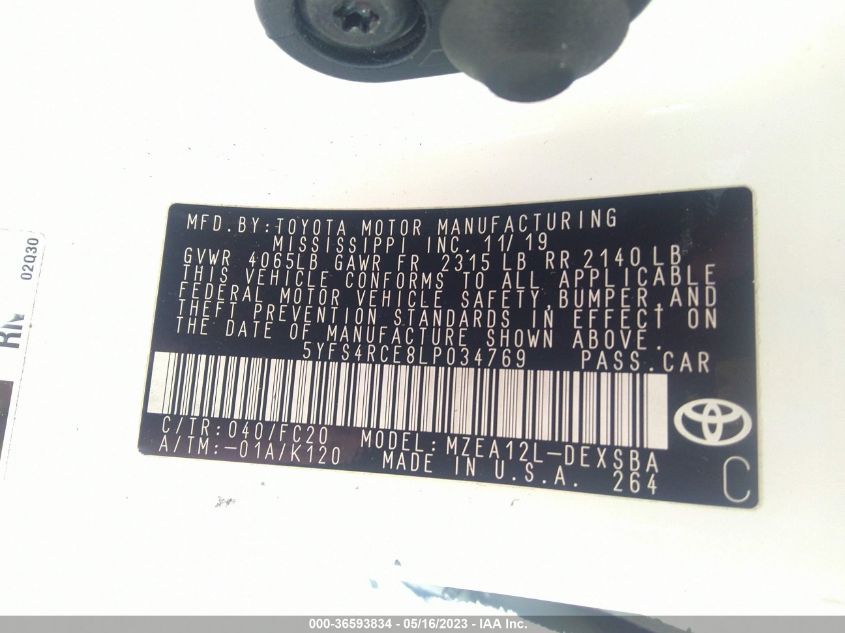 MFD.BY:TOYOTA MOTOR MANUFACTURING
MISSISSIPPI INC. 11/19
GVWR 4065LB GAWR FR 2315 LB RR 2140 LB
THIS VEHICLE CONFORMS TO ALL APPLICABLE
FEDERAL MOTOR VEHICLE SAFETY,BUMPER,AND
THEFT PREVENTION STANDARDS IN EFFECT ON
THE DATE OF MANUFACTURE SHOWN ABOVE.
5YFS4RCE8LP034769 PASS.CAR
C/TR:040/FC20 MODEL:MZEA12L-DEXSBA
A/TM:-01A/K120 MADE IN U.S.A. 264
C
02Q30
000-36593834 - 05/16/2023 - IAA Inc.